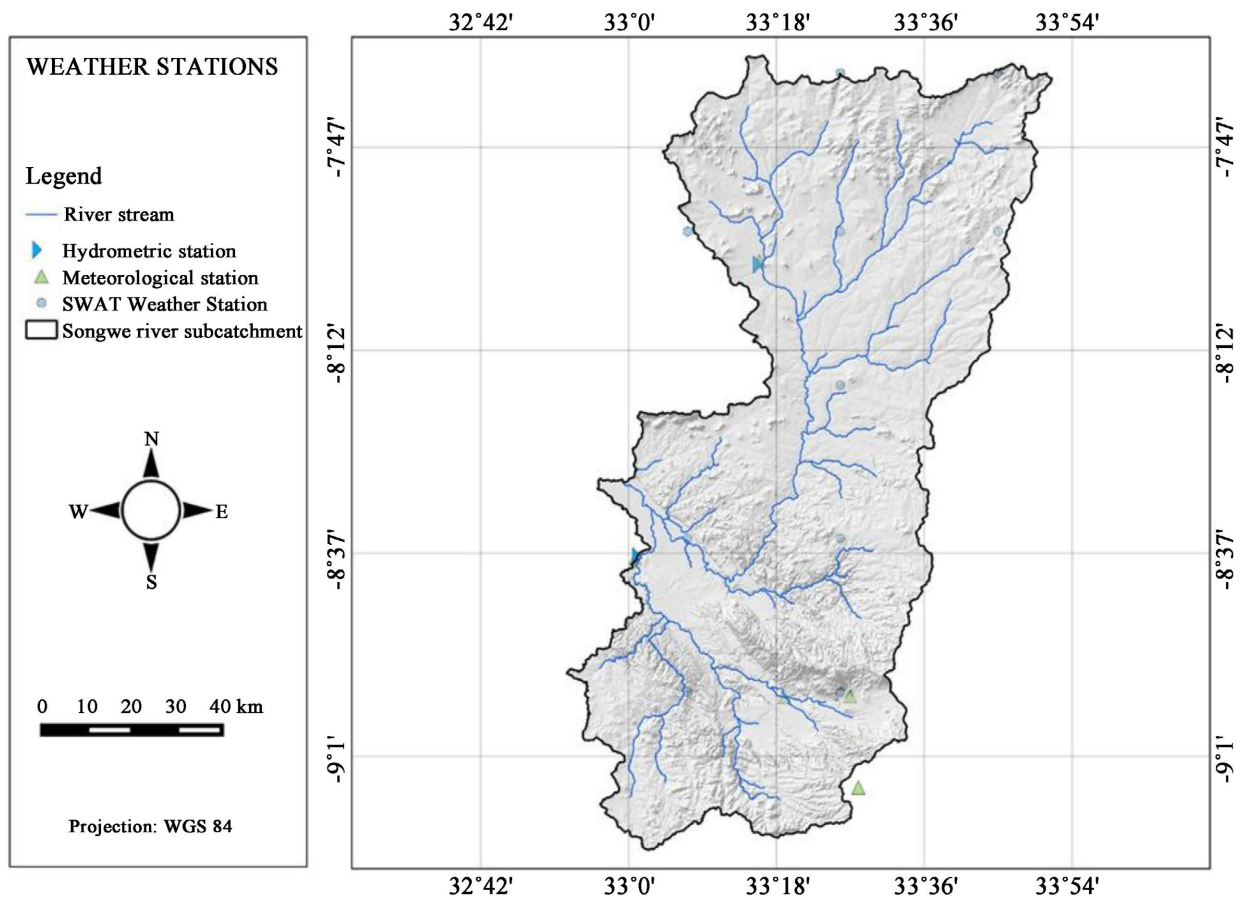 32°42' 33°0' 33°18' 33°36' 33°54'
WEATHER STATIONS
Legend
River stream
Hydrometric station
Meteorological station
SWAT Weather Station
Songwe river subcatchment
N
W E
S
0 10 20 30 40 km
Projection: WGS 84
-7°47' -7°47'
-8°12' -8°12'
-8°37' -8°37'
-9°1' -9°1'
32°42' 33°0' 33°18' 33°36' 33°54'